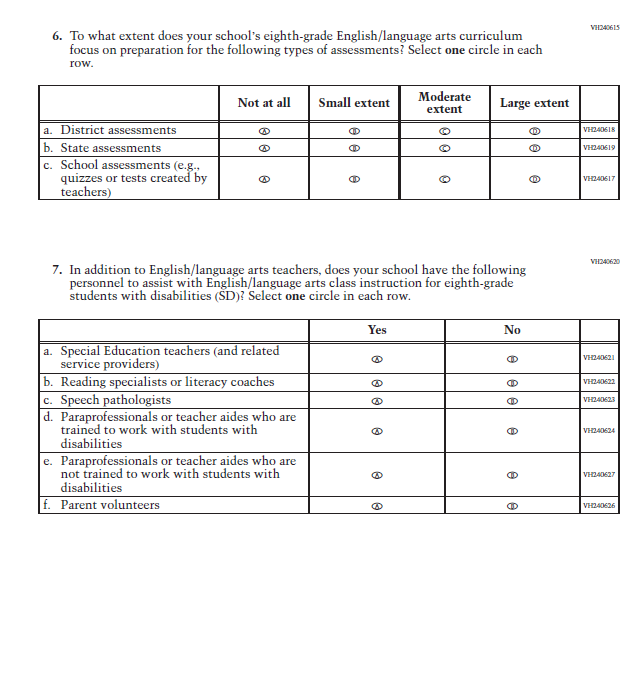 VH240615
6. To what extent does your school's eighth-grade English/language arts curriculum
focus on preparation for the following types of assessments? Select one circle in each
row.
Not at all Small extent Moderate extent Large extent
a. District assessments A B C D VH240618
b. State assessments A B C D VH240619
c. School assessments (e.g.,
quizzes or tests created by
teachers) A B C D VH240617
VH240620
7. In addition to English/language arts teachers, does your school have the following
personnel to assist with English/language arts class instruction for eighth-grade
students with disabilities (SD)? Select one circle in each row.
Yes No
a. Special Education teachers (and related
service providers) A B VH240621
b. Reading specialists or literacy coaches A B VH240622
c. Speech pathologists A B VH240623
d. Paraprofessionals or teacher aides who are
trained to work with students with
disabilities A B VH240624
e. Paraprofessionals or teacher aides who are
not trained to work with students with
disabilities A B VH240627
f. Parent volunteers A B VH240626